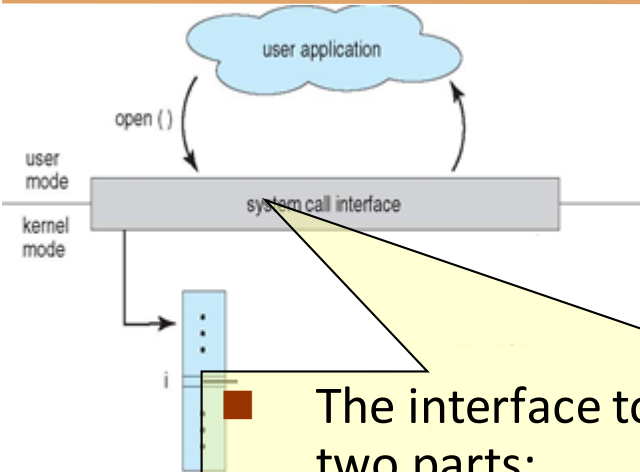 user application
open ( )
user
mode
system call interface
kernel
mode
i
The interface to
two parts: